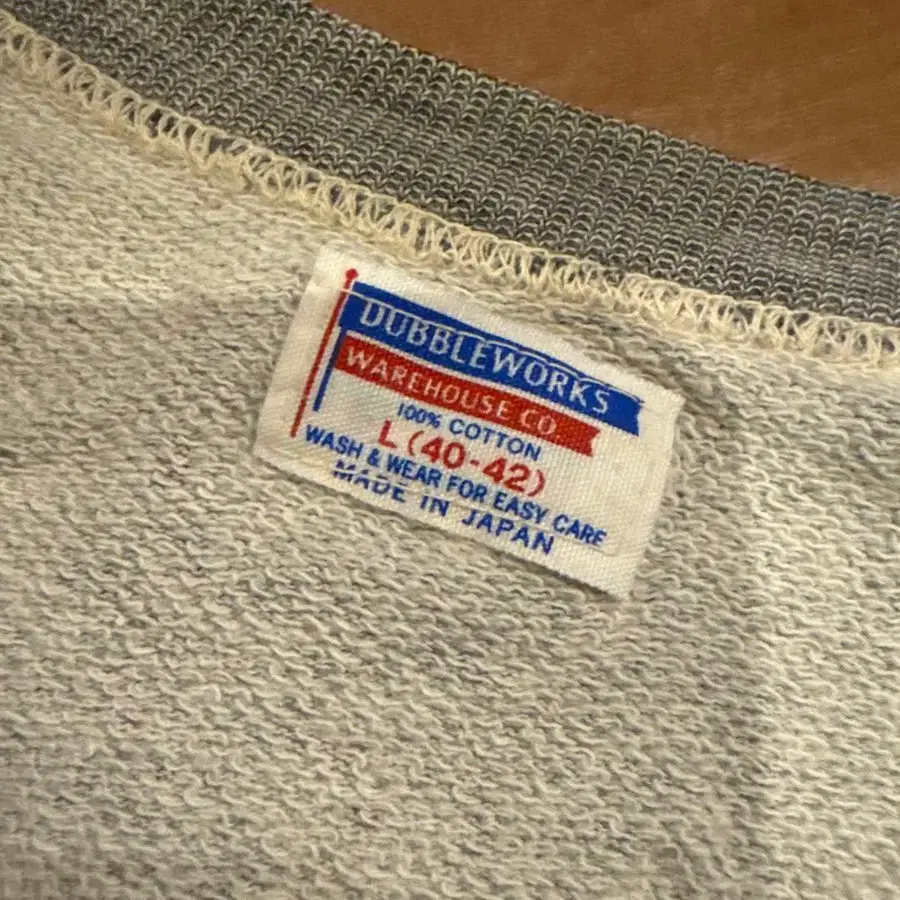 DUBBLEWORKS
WAREHOUSE CO
100% COTTON
L (40-42)
WASH & WEAR FOR EASY CARE
MADE IN JAPAN